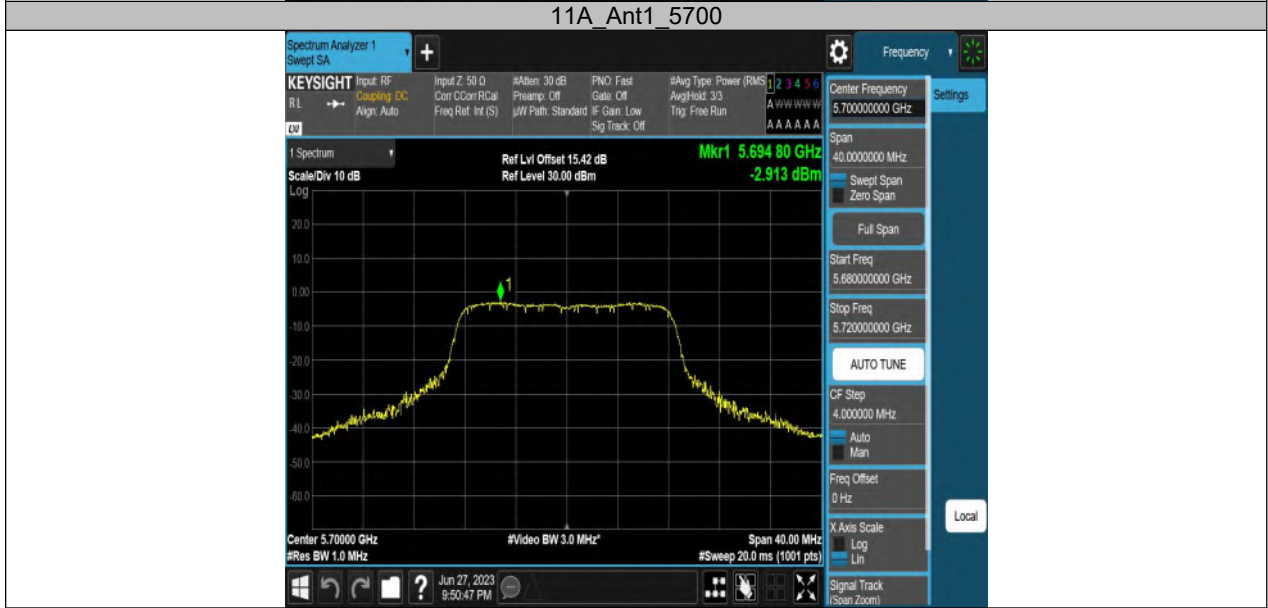 11A_Ant1_5700
Spectrum Analyzer 1
Swept SA
Frequency
KEYSIGHT
RL
Input: RF
Coupling: DC
Align: Auto
Input Z: 50 Ω
Corr CCorr RCal
Freq Ref: Int (S)
#Atten: 30 dB
Preamp: Off
µW Path: Standard
PNO: Fast
Gate: Off
IF Gain: Low
Sig Track: Off
#Avg Type: Power (RMS
Avg|Hold: 3/3
Trig: Free Run
1 2 3 4 5 6
A W W W W W
A A A A A A
Center Frequency
5.700000000 GHz
Settings
Span
40.0000000 MHz
Swept Span
Zero Span
Full Span
Start Freq
5.680000000 GHz
Stop Freq
5.720000000 GHz
AUTO TUNE
CF Step
4.000000 MHz
Auto
Man
Freq Offset
0 Hz
X Axis Scale
Log
Lin
Local
Signal Track
(Span Zoom)
1 Spectrum
Scale/Div 10 dB
Log
Ref Lvl Offset 15.42 dB
Ref Level 30.00 dBm
Mkr1 5.694 80 GHz
-2.913 dBm
20.0
10.0
0.00
-10.0
-20.0
-30.0
-40.0
-50.0
-60.0
1
Center 5.70000 GHz
#Res BW 1.0 MHz
#Video BW 3.0 MHz*
Span 40.00 MHz
#Sweep 20.0 ms (1001 pts)
?
Jun 27, 2023
9:50:47 PM